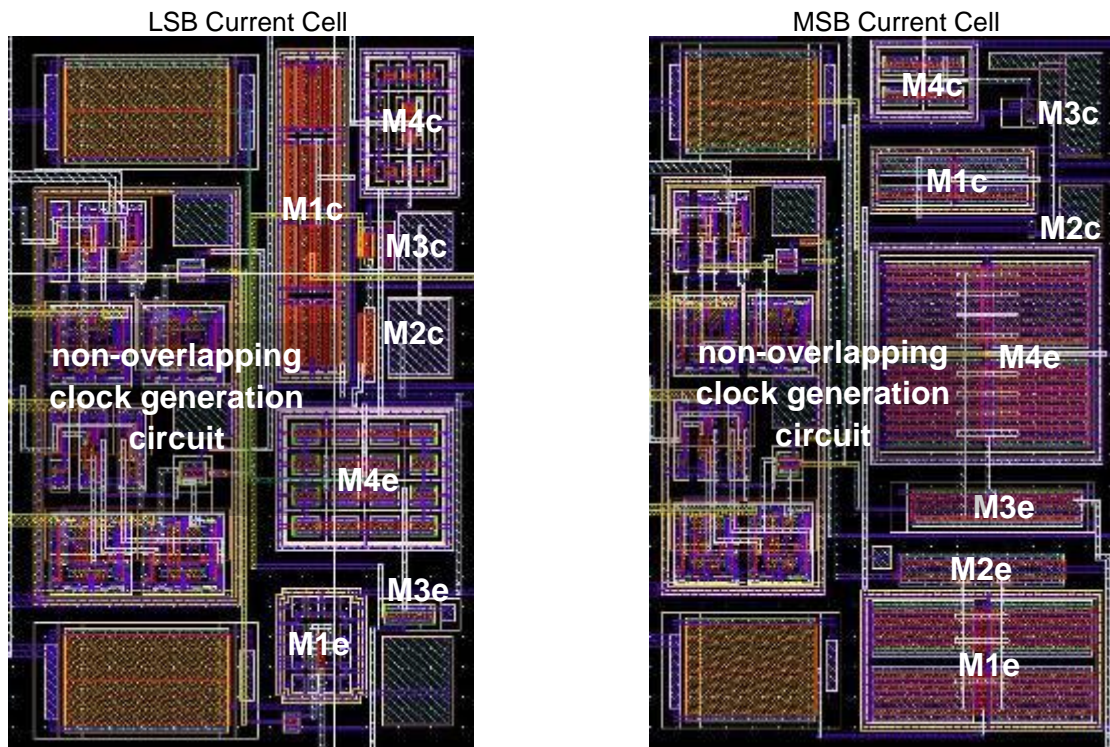 LSB Current Cell
M4c
M1c
M3c
M2c
non-overlapping
clock generation
circuit
M4e
M3e
M1e
MSB Current Cell
M4c
M3c
M1c
M2c
non-overlapping
clock generation
circuit
M4e
M3e
M2e
M1e